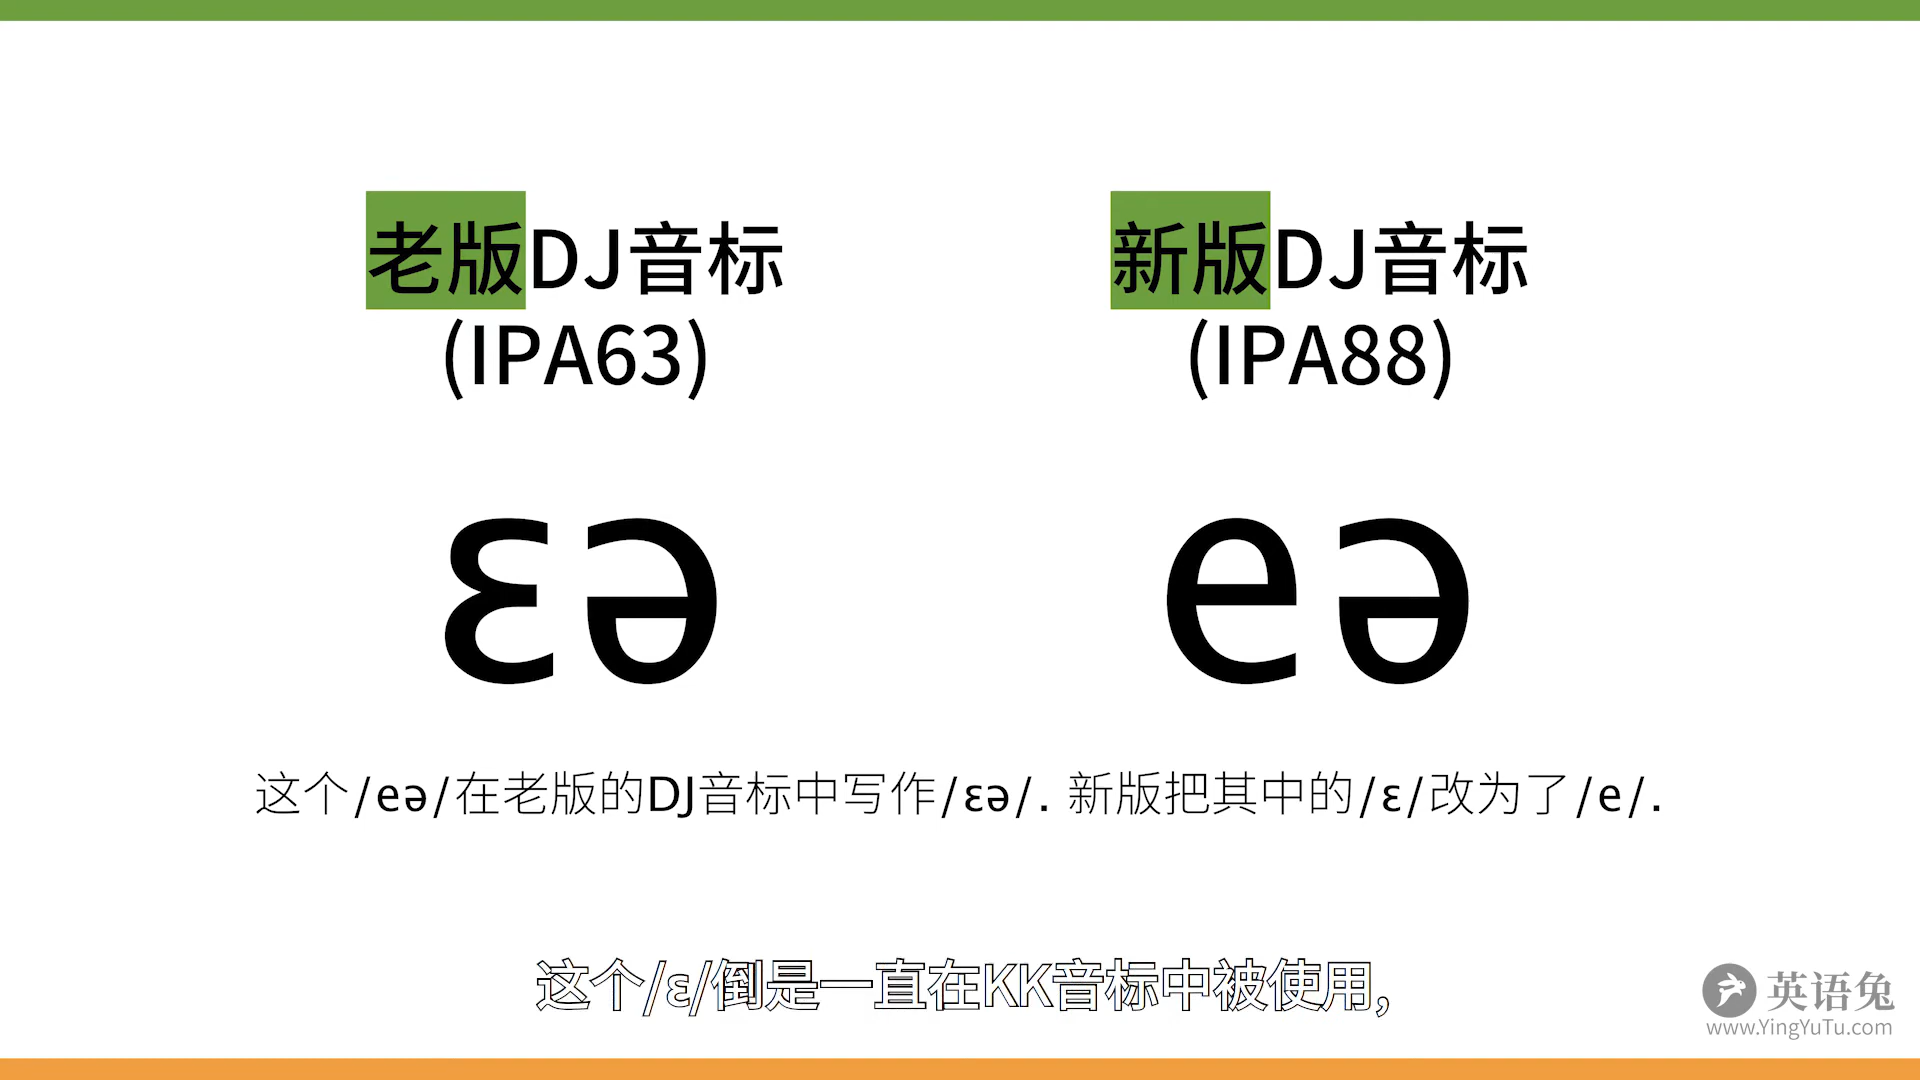 老版DJ音标
(IPA63)
新版DJ音标
(IPA88)
ɛə
eə
这个/eə/在老版的DJ音标中写作/ɛə/. 新版把其中的/ɛ/改为了/e/.
这个/ɛ/倒是一直在KK音标中被使用,
英语兔
www.YingYuTu.com